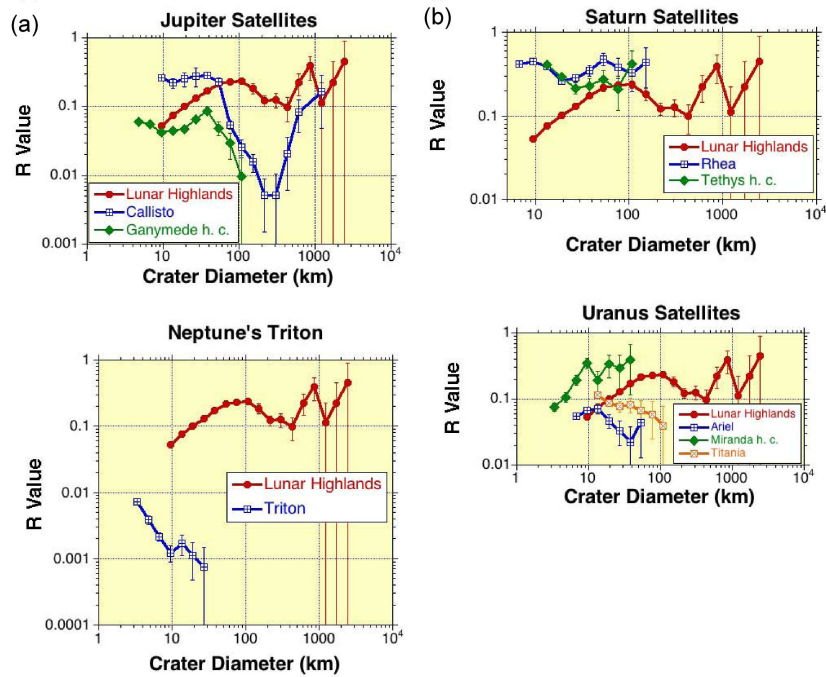 (a)
Jupiter Satellites
R Value
1
0.1
0.01
0.001
Lunar Highlands
Callisto
Ganymede h. c.
1 10 100 1000 10⁴
Crater Diameter (km)
(b)
Saturn Satellites
R Value
1
0.1
0.01
Lunar Highlands
Rhea
Tethys h. c.
10 100 1000 10⁴
Crater Diameter (km)
Neptune's Triton
R Value
1
0.1
0.01
0.001
0.0001
Lunar Highlands
Triton
1 10 100 1000 10⁴
Crater Diameter (km)
Uranus Satellites
R Value
1
0.1
0.01
Lunar Highlands
Ariel
Miranda h. c.
Titania
1 10 100 1000 10⁴
Crater Diameter (km)